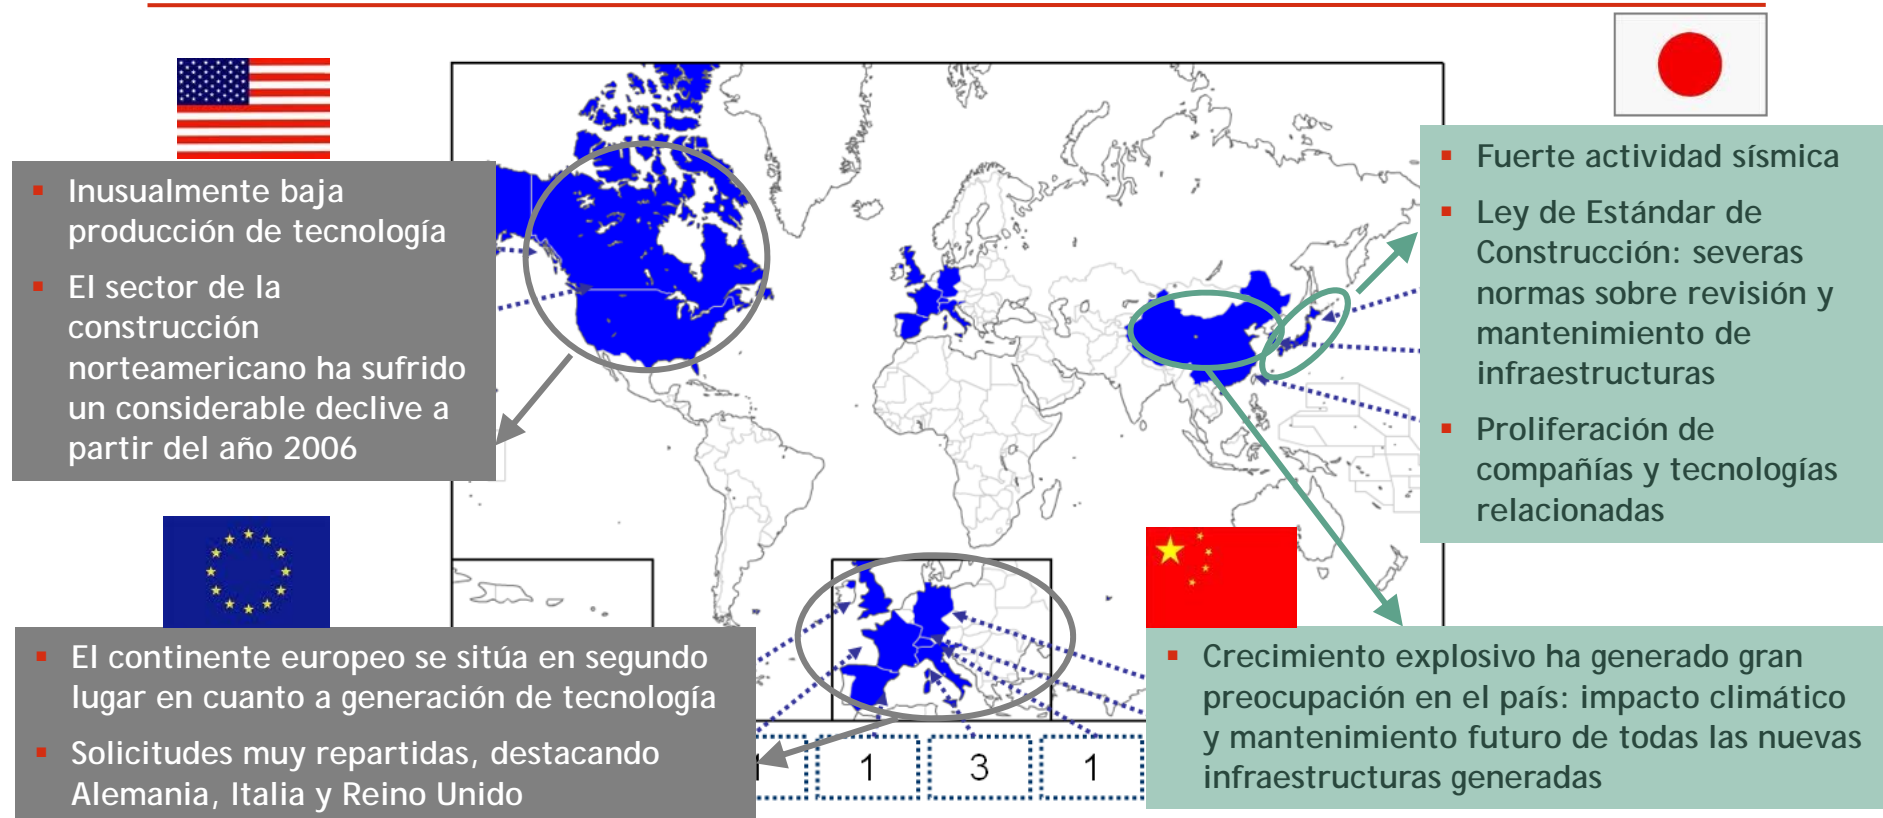 Inusualmente baja
producción de tecnología
El sector de la
construcción
norteamericano ha sufrido
un considerable declive a
partir del año 2006
Fuerte actividad sísmica
Ley de Estándar de
Construcción: severas
normas sobre revisión y
mantenimiento de
infraestructuras
Proliferación de
compañías y tecnologías
relacionadas
El continente europeo se sitúa en segundo
lugar en cuanto a generación de tecnología
Solicitudes muy repartidas, destacando
Alemania, Italia y Reino Unido
1 3 1
Crecimiento explosivo ha generado gran
preocupación en el país: impacto climático
y mantenimiento futuro de todas las nuevas
infraestructuras generadas